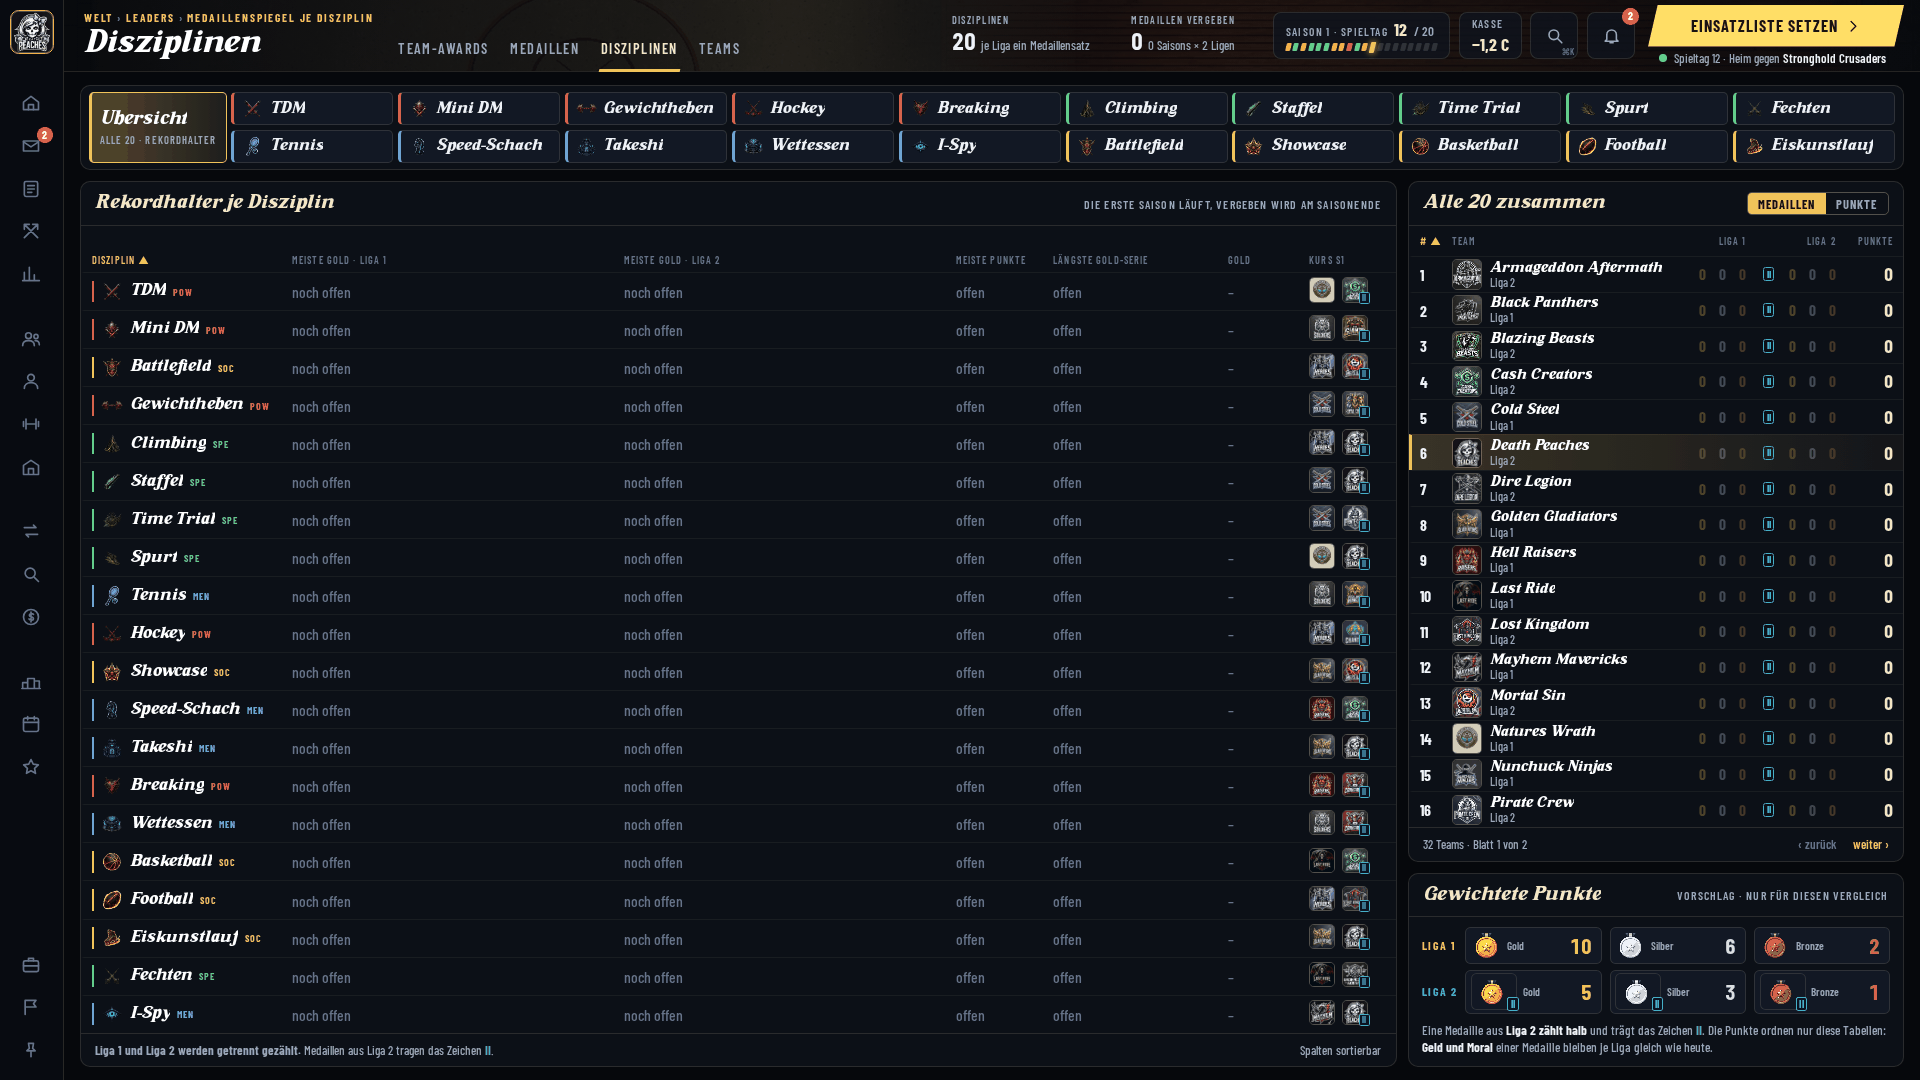 WELT › LEADERS › MEDAILLENSPIEGEL JE DISZIPLIN
Disziplinen
TEAM-AWARDS MEDAILLEN DISZIPLINEN TEAMS
DISZIPLINEN
20 je Liga ein Medaillensatz
MEDAILLEN VERGEBEN
0 0 Saisons × 2 Ligen
SAISON 1 · SPIELTAG 12 / 20
KASSE
−1,2 C
⌘K
2
EINSATZLISTE SETZEN
Spieltag 12 · Heim gegen Stronghold Crusaders
2
Übersicht
ALLE 20 · REKORDHALTER
TDM Mini DM Gewichtheben Hockey Breaking Climbing Staffel Time Trial Spurt Fechten
Tennis Speed-Schach Takeshi Wettessen I-Spy Battlefield Showcase Basketball Football Eiskunstlauf
Rekordhalter je Disziplin
DIE ERSTE SAISON LÄUFT, VERGEBEN WIRD AM SAISONENDE
DISZIPLIN ▲ MEISTE GOLD · LIGA 1 MEISTE GOLD · LIGA 2 MEISTE PUNKTE LÄNGSTE GOLD-SERIE GOLD KURS S1
TDM POW noch offen noch offen offen offen –
Mini DM POW noch offen noch offen offen offen –
Battlefield SOC noch offen noch offen offen offen –
Gewichtheben POW noch offen noch offen offen offen –
Climbing SPE noch offen noch offen offen offen –
Staffel SPE noch offen noch offen offen offen –
Time Trial SPE noch offen noch offen offen offen –
Spurt SPE noch offen noch offen offen offen –
Tennis MEN noch offen noch offen offen offen –
Hockey POW noch offen noch offen offen offen –
Showcase SOC noch offen noch offen offen offen –
Speed-Schach MEN noch offen noch offen offen offen –
Takeshi MEN noch offen noch offen offen offen –
Breaking POW noch offen noch offen offen offen –
Wettessen MEN noch offen noch offen offen offen –
Basketball SOC noch offen noch offen offen offen –
Football SOC noch offen noch offen offen offen –
Eiskunstlauf SOC noch offen noch offen offen offen –
Fechten SPE noch offen noch offen offen offen –
I-Spy MEN noch offen noch offen offen offen –
Liga 1 und Liga 2 werden getrennt gezählt. Medaillen aus Liga 2 tragen das Zeichen II.
Spalten sortierbar
Alle 20 zusammen
MEDAILLEN PUNKTE
# ▲ TEAM LIGA 1 LIGA 2 PUNKTE
1 Armageddon Aftermath 0 0 0 II 0 0 0 0
Liga 2
2 Black Panthers 0 0 0 II 0 0 0 0
Liga 1
3 Blazing Beasts 0 0 0 II 0 0 0 0
Liga 2
4 Cash Creators 0 0 0 II 0 0 0 0
Liga 2
5 Cold Steel 0 0 0 II 0 0 0 0
Liga 1
6 Death Peaches 0 0 0 II 0 0 0 0
Liga 2
7 Dire Legion 0 0 0 II 0 0 0 0
Liga 2
8 Golden Gladiators 0 0 0 II 0 0 0 0
Liga 1
9 Hell Raisers 0 0 0 II 0 0 0 0
Liga 1
10 Last Ride 0 0 0 II 0 0 0 0
Liga 1
11 Lost Kingdom 0 0 0 II 0 0 0 0
Liga 2
12 Mayhem Mavericks 0 0 0 II 0 0 0 0
Liga 1
13 Mortal Sin 0 0 0 II 0 0 0 0
Liga 2
14 Natures Wrath 0 0 0 II 0 0 0 0
Liga 1
15 Nunchuck Ninjas 0 0 0 II 0 0 0 0
Liga 1
16 Pirate Crew 0 0 0 II 0 0 0 0
Liga 2
32 Teams · Blatt 1 von 2 ‹ zurück weiter ›
Gewichtete Punkte
VORSCHLAG · NUR FÜR DIESEN VERGLEICH
LIGA 1 Gold 10 Silber 6 Bronze 2
LIGA 2 II Gold 5 II Silber 3 II Bronze 1
Eine Medaille aus Liga 2 zählt halb und trägt das Zeichen II. Die Punkte ordnen nur diese Tabellen:
Geld und Moral einer Medaille bleiben je Liga gleich wie heute.